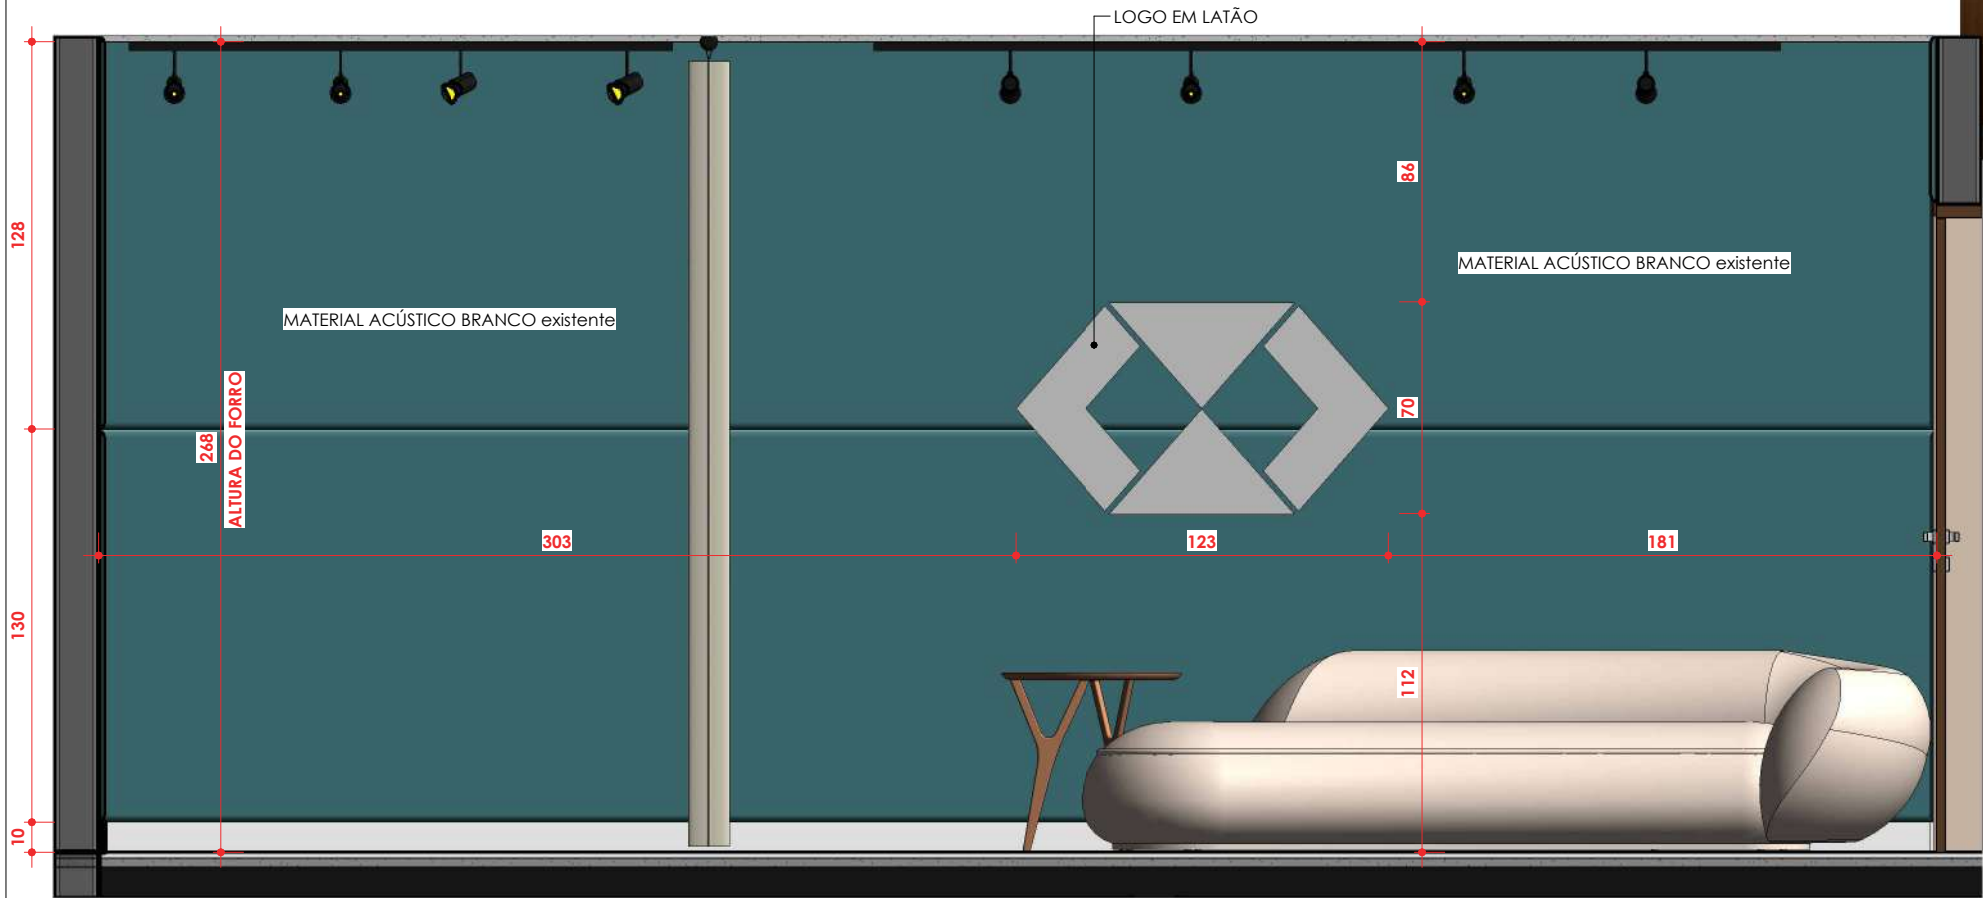 LOGO EM LATÃO
86
128
MATERIAL ACÚSTICO BRANCO existente
MATERIAL ACÚSTICO BRANCO existente
70
268
ALTURA DO FORRO
303
123
181
130
112
10